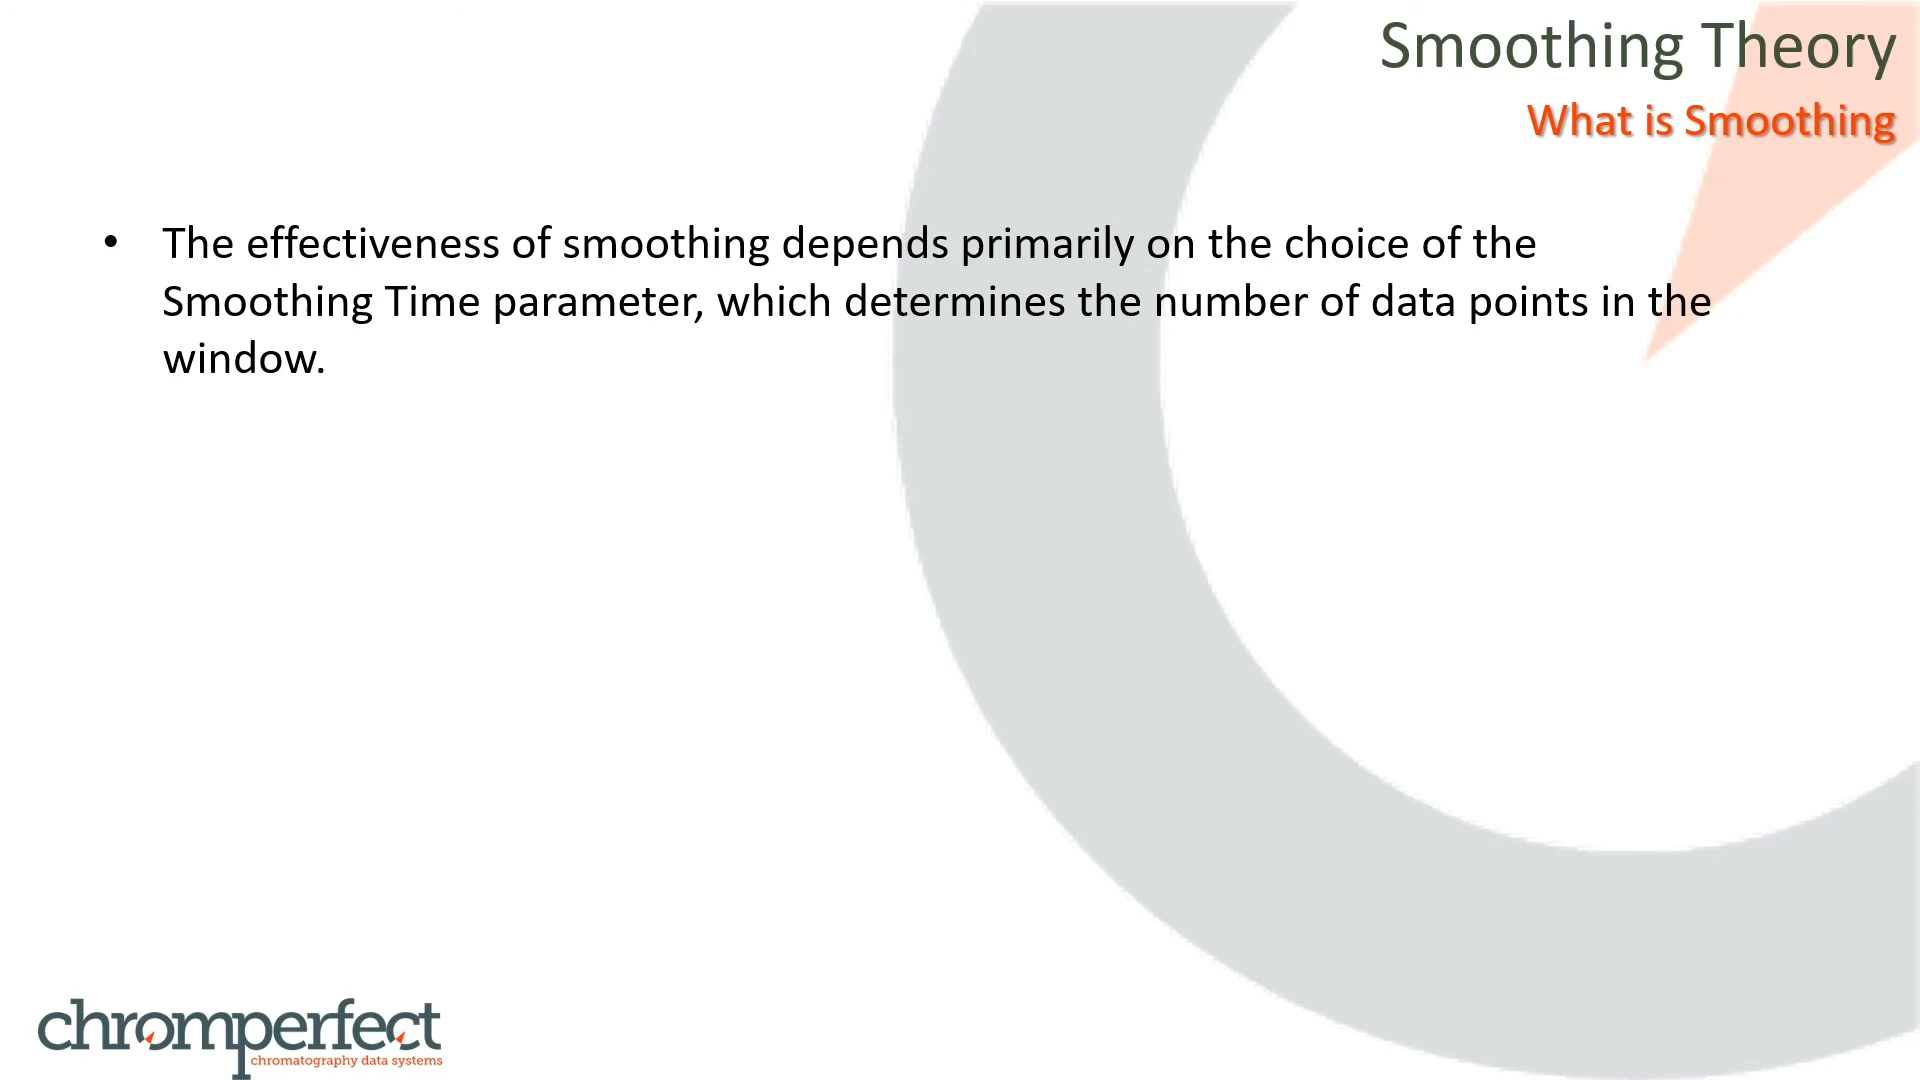 Smoothing Theory
What is Smoothing
• The effectiveness of smoothing depends primarily on the choice of the
Smoothing Time parameter, which determines the number of data points in the
window.
chromperfect
chromatography data systems